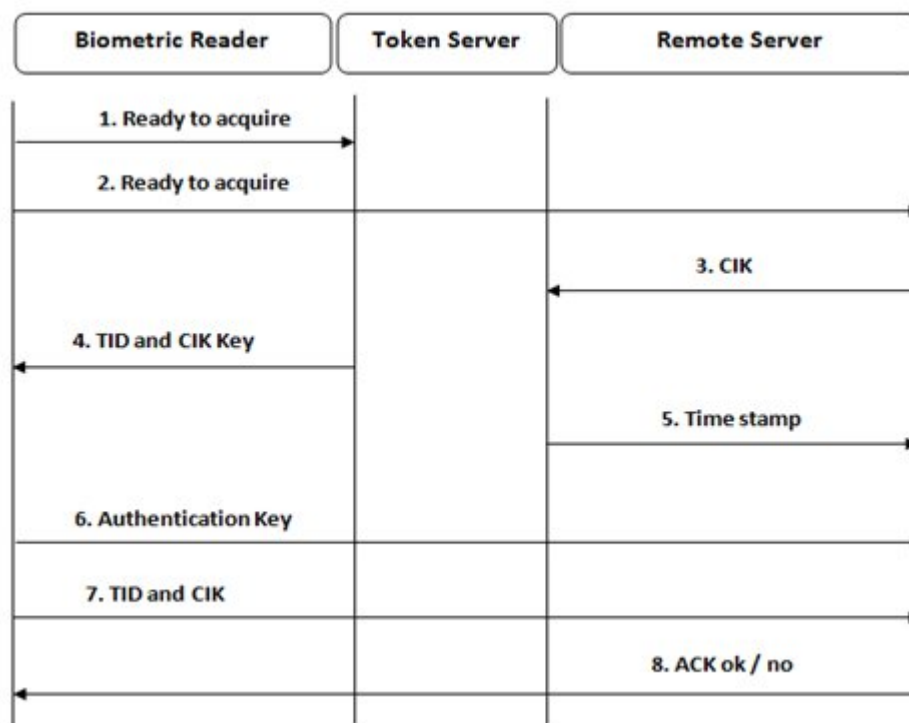 Biometric Reader
Token Server
Remote Server
1. Ready to acquire
2. Ready to acquire
3. CIK
4. TID and CIK Key
5. Time stamp
6. Authentication Key
7. TID and CIK
8. ACK ok / no